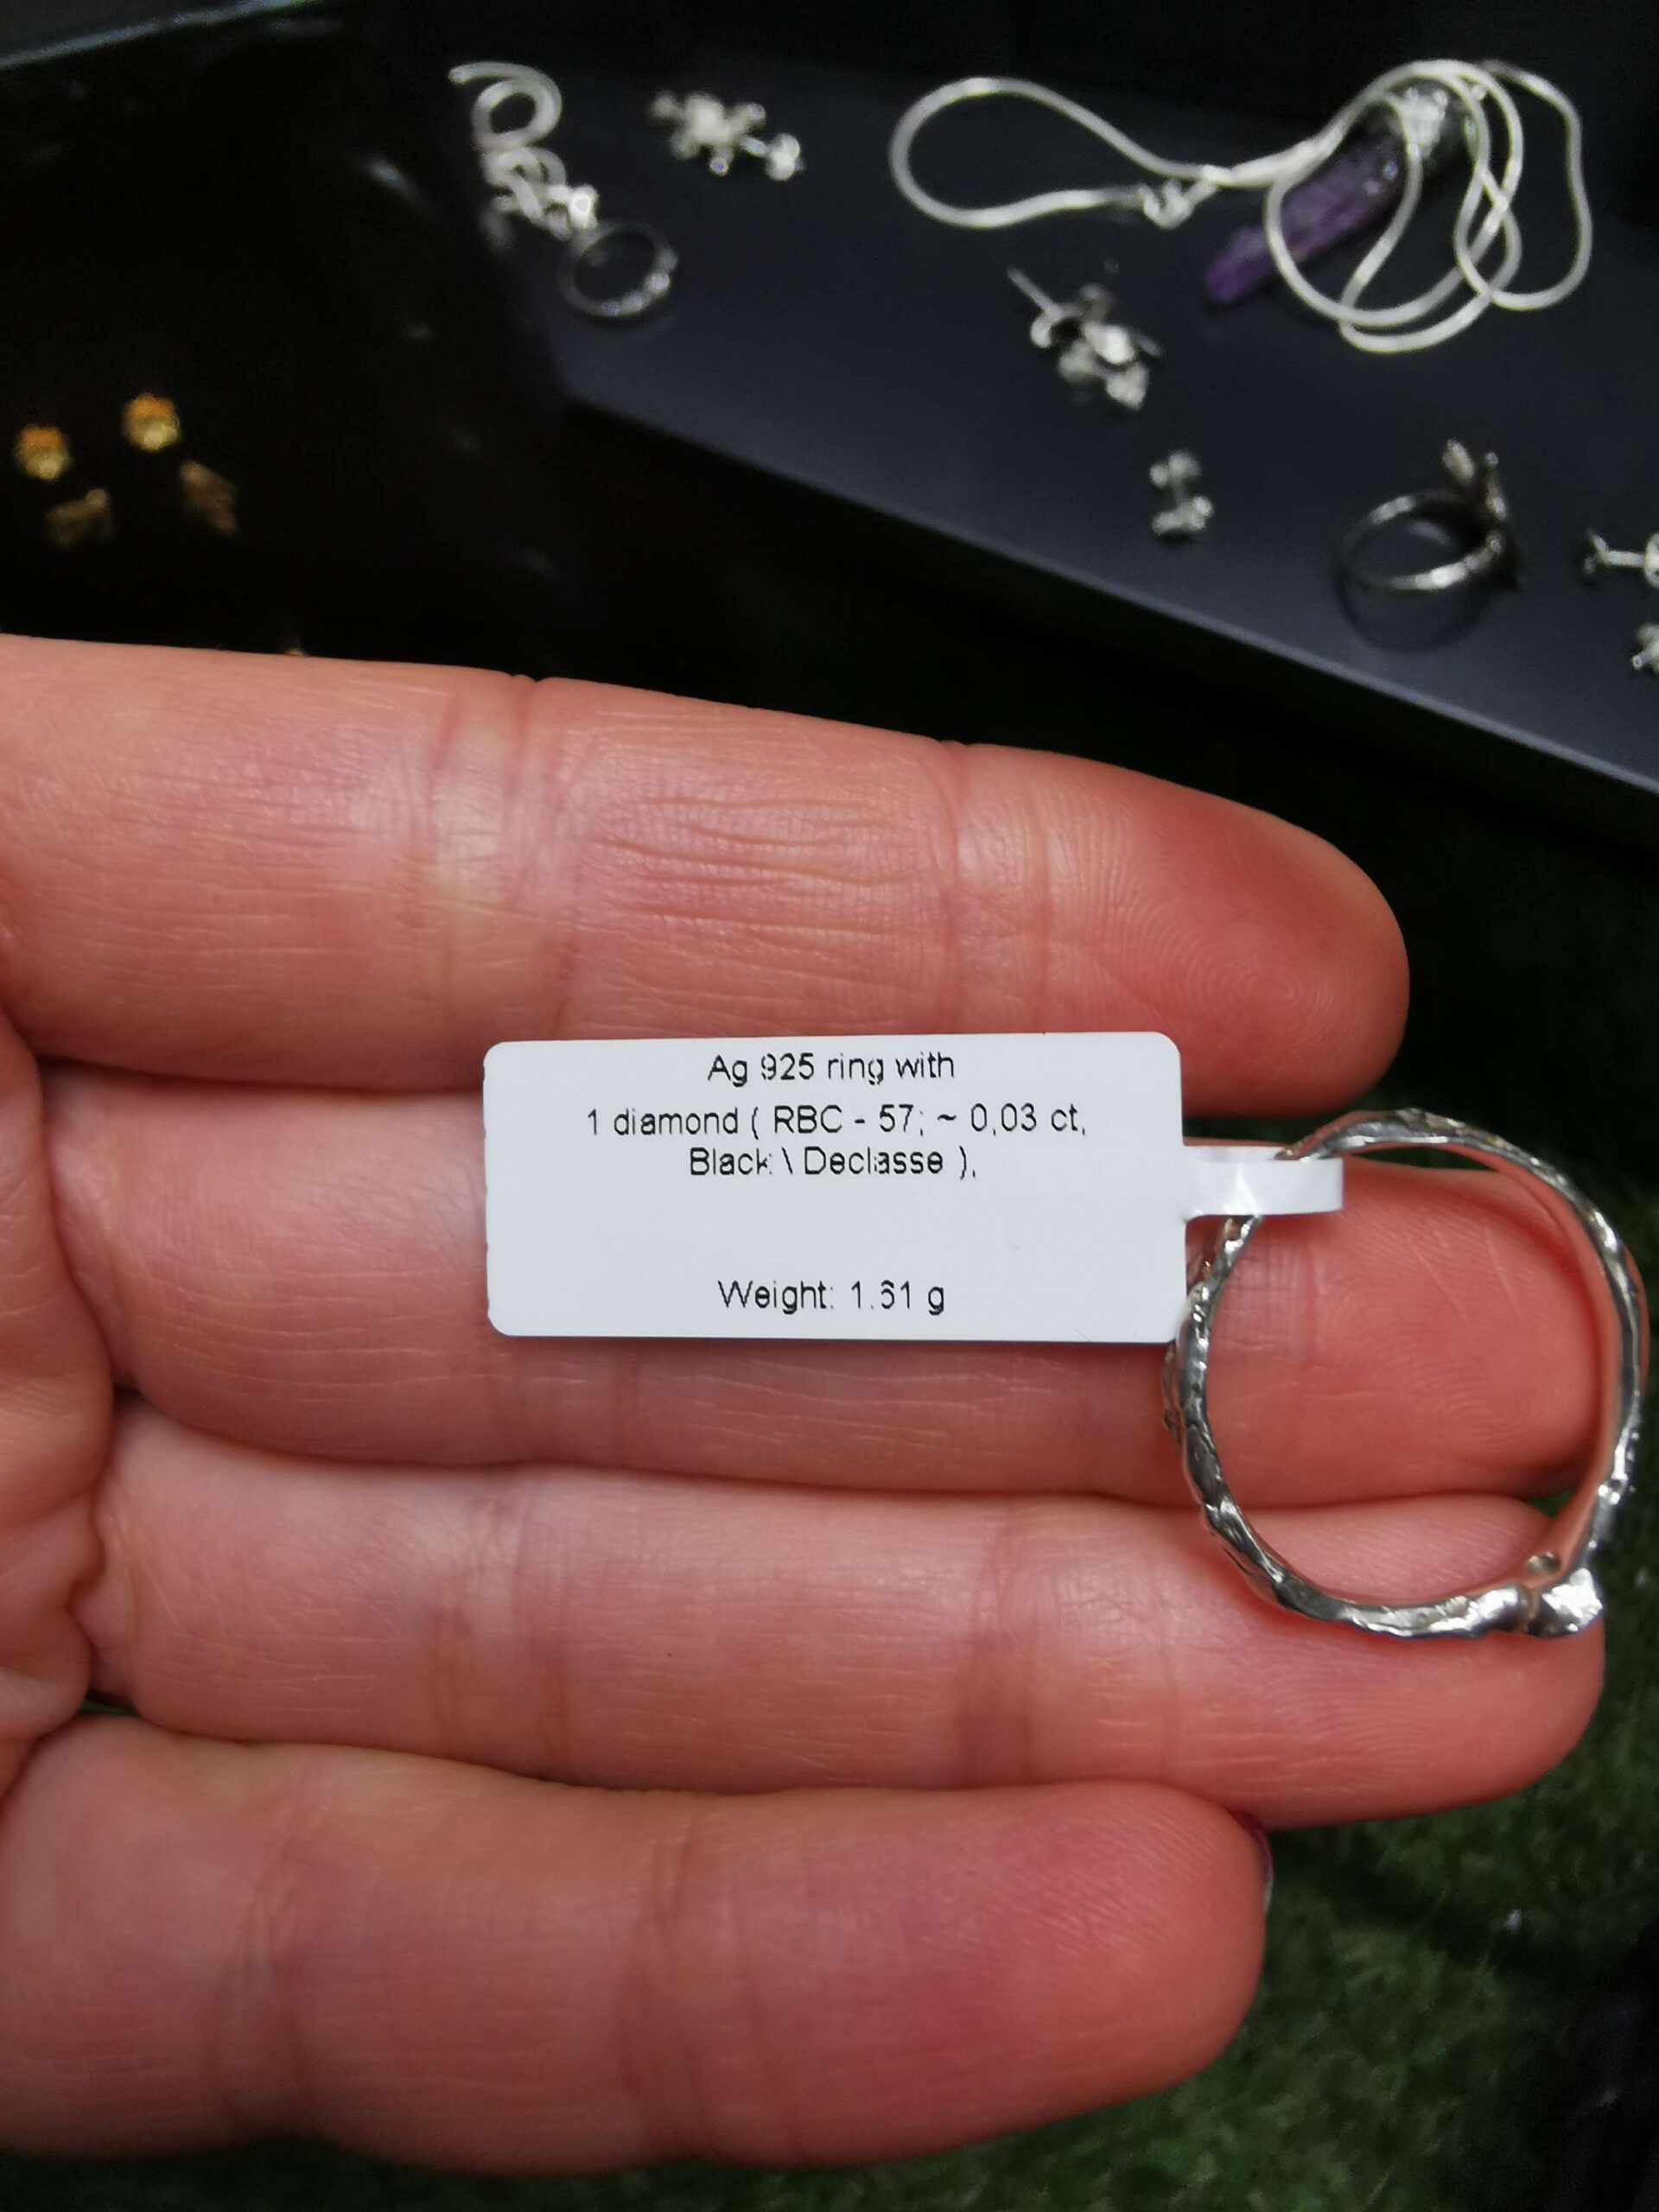 Ag 925 ring with
1 diamond ( RBC - 57; ~ 0,03 ct,
Black \ Declasse ),
Weight: 1.61 g